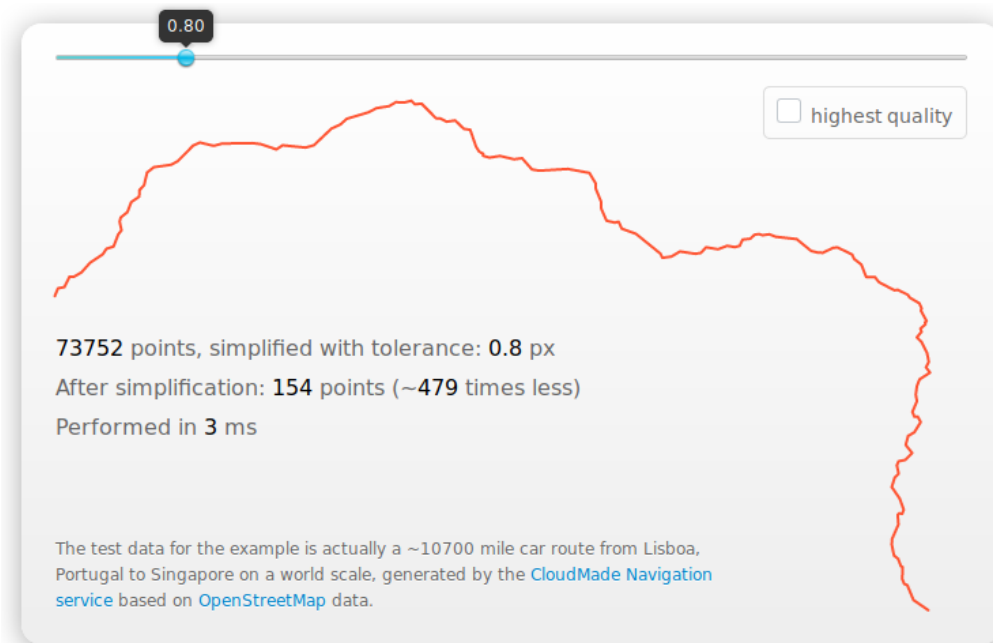 0.80
highest quality
73752 points, simplified with tolerance: 0.8 px
After simplification: 154 points (~479 times less)
Performed in 3 ms
The test data for the example is actually a ~10700 mile car route from Lisboa,
Portugal to Singapore on a world scale, generated by the CloudMade Navigation
service based on OpenStreetMap data.